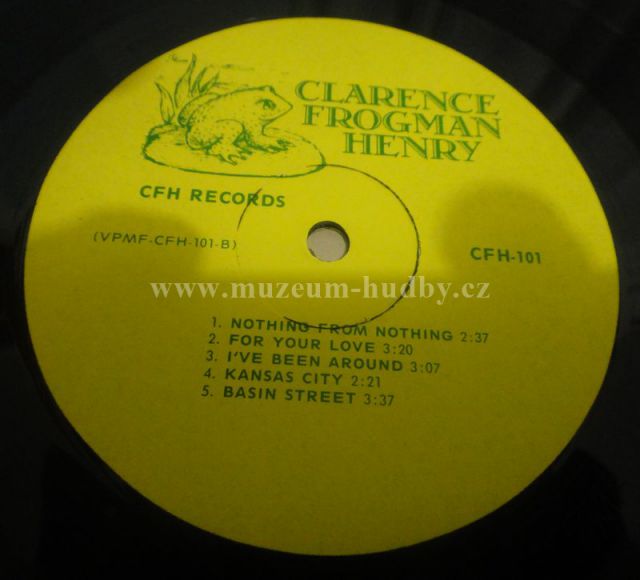 CLARENCE
FROGMAN
HENRY
CFH RECORDS
(VPMF-CFH-101-B)
CFH-101
www.muzeum-hudby.cz
1. NOTHING FROM NOTHING 2:37
2. FOR YOUR LOVE 3:20
3. I'VE BEEN AROUND 3:07
4. KANSAS CITY 2:21
5. BASIN STREET 3:37